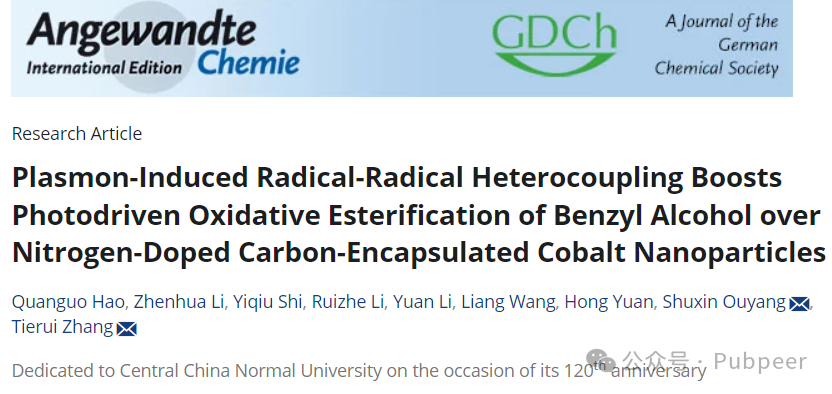 Angewandte
International Edition Chemie
GDCh
A Journal of the
German
Chemical Society
Research Article
Plasmon-Induced Radical-Radical Heterocoupling Boosts
Photodriven Oxidative Esterification of Benzyl Alcohol over
Nitrogen-Doped Carbon-Encapsulated Cobalt Nanoparticles
Quanguo Hao, Zhenhua Li, Yiqiu Shi, Ruizhe Li, Yuan Li, Liang Wang, Hong Yuan, Shuxin Ouyang,
Tierui Zhang
Dedicated to Central China Normal University on the occasion of its 120th anniversary
公众号 · Pubpeer